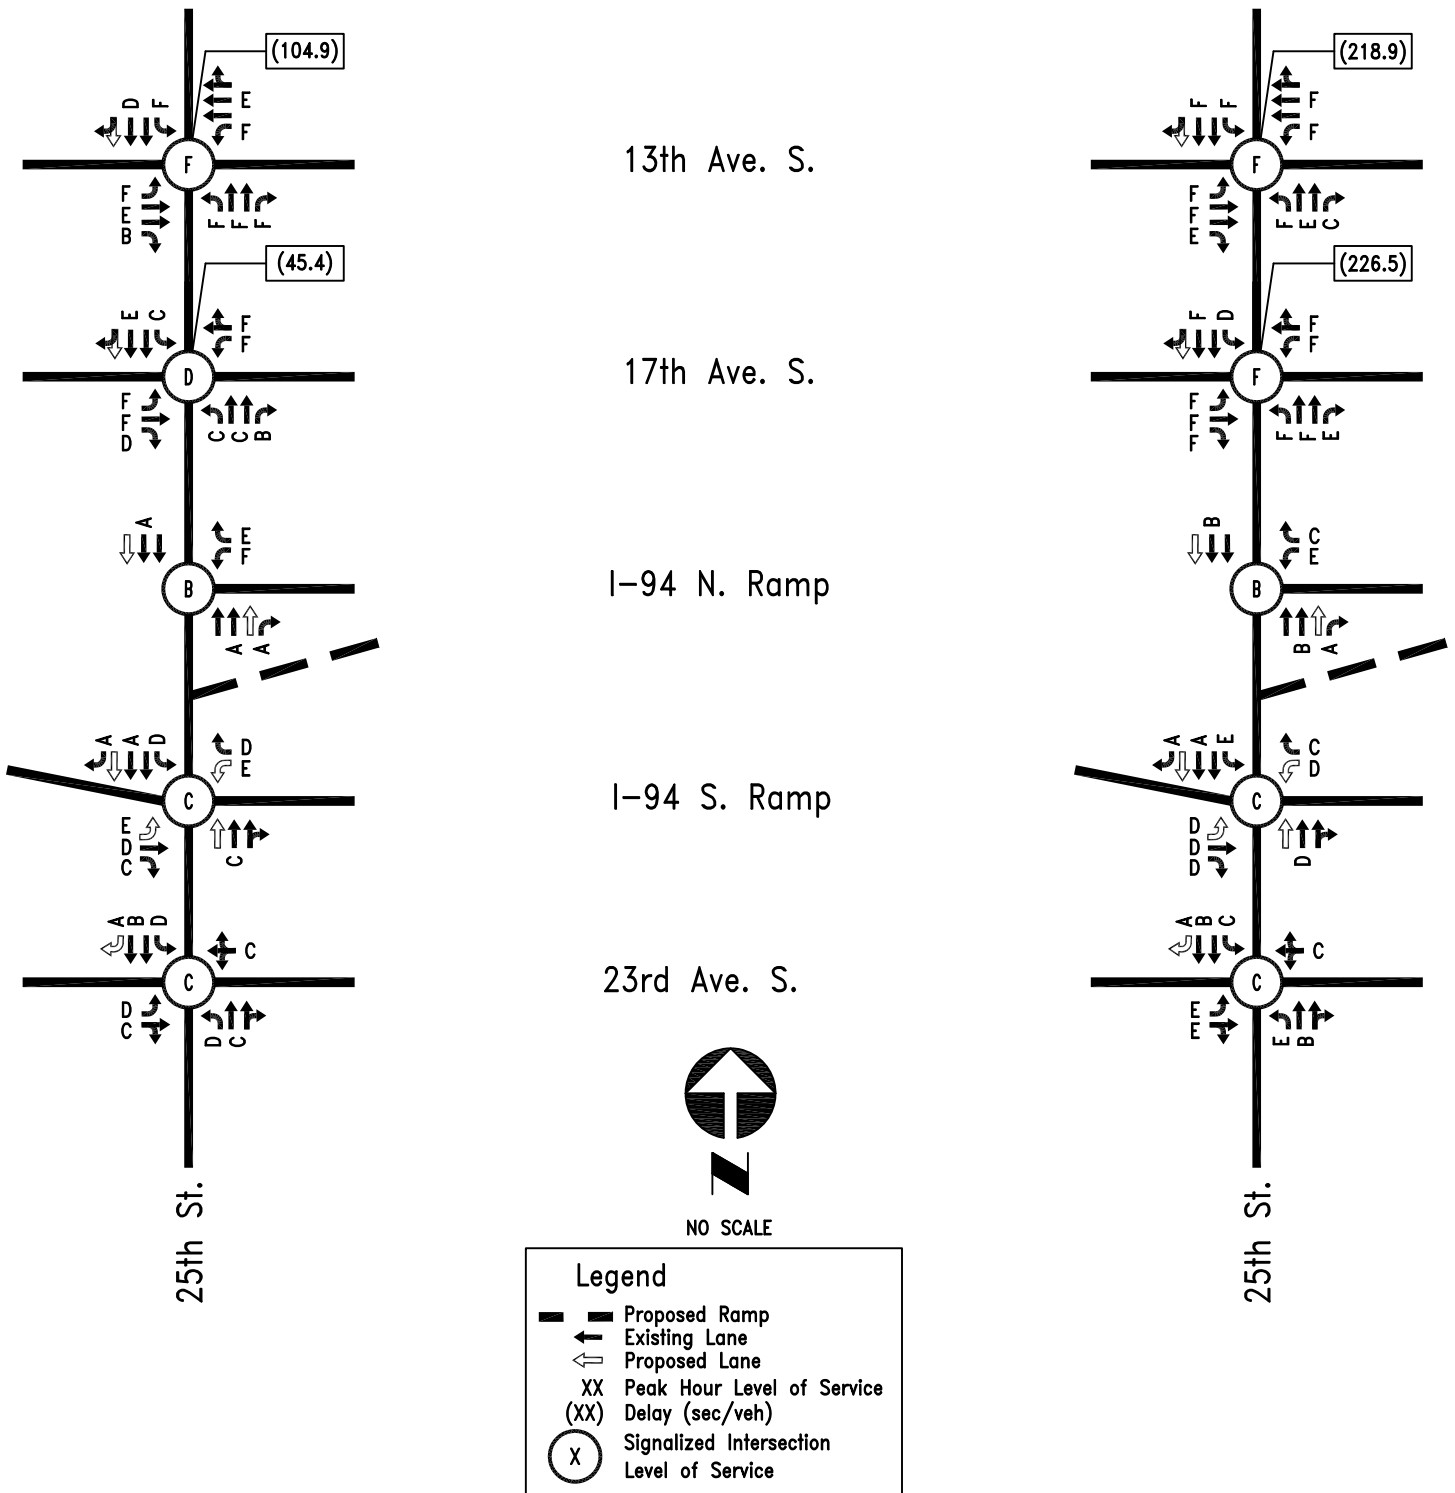 (104.9)
D F
E
F
F
F
E
B
F F F
(45.4)
E C
F
F
D
F
F
D
C C B
A
E
F
B
A A
A A D
D
E
C
E
D
C
C
A B D
C
C
D
C
D C
25th St.
13th Ave. S.
17th Ave. S.
I-94 N. Ramp
I-94 S. Ramp
23rd Ave. S.
NO SCALE
(218.9)
F F
F
F
F
F
F
E
F E C
(226.5)
F D
F
F
F
F
F
F
F F E
B
C
E
B
B A
A A E
C
D
C
D
D
D
D
A B C
C
C
E
E
E B
25th St.
Legend
Proposed Ramp
Existing Lane
Proposed Lane
XX Peak Hour Level of Service
(XX) Delay (sec/veh)
X Signalized Intersection
Level of Service